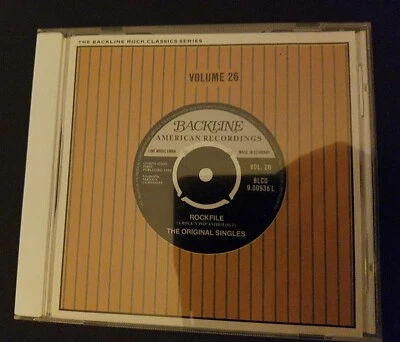 THE BACKLINE ROCK CLASSICS SERIES
VOLUME 26
BACKLINE
AMERICAN RECORDINGS
MADE IN GERMANY
VOL. 26
BLCD
9.00635 L
ROCKFILE
THE ORIGINAL SINGLES